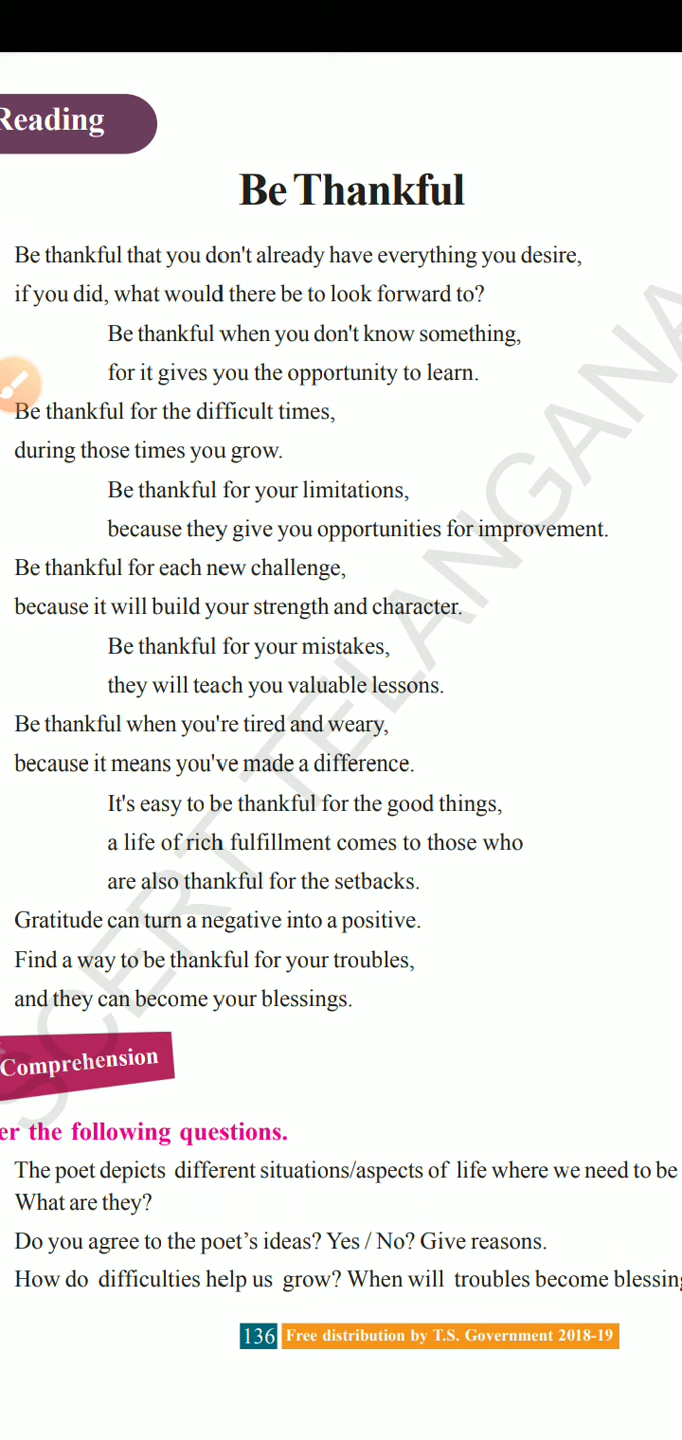 Reading
Be Thankful
Be thankful that you don't already have everything you desire,
if you did, what would there be to look forward to?
Be thankful when you don't know something,
for it gives you the opportunity to learn.
Be thankful for the difficult times,
during those times you grow.
Be thankful for your limitations,
because they give you opportunities for improvement.
Be thankful for each new challenge,
because it will build your strength and character.
Be thankful for your mistakes,
they will teach you valuable lessons.
Be thankful when you're tired and weary,
because it means you've made a difference.
It's easy to be thankful for the good things,
a life of rich fulfillment comes to those who
are also thankful for the setbacks.
Gratitude can turn a negative into a positive.
Find a way to be thankful for your troubles,
and they can become your blessings.
SCERT TELANGANA
Comprehension
er the following questions.
The poet depicts different situations/aspects of life where we need to be
What are they?
Do you agree to the poet's ideas? Yes / No? Give reasons.
How do difficulties help us grow? When will troubles become blessing
136 Free distribution by T.S. Government 2018-19